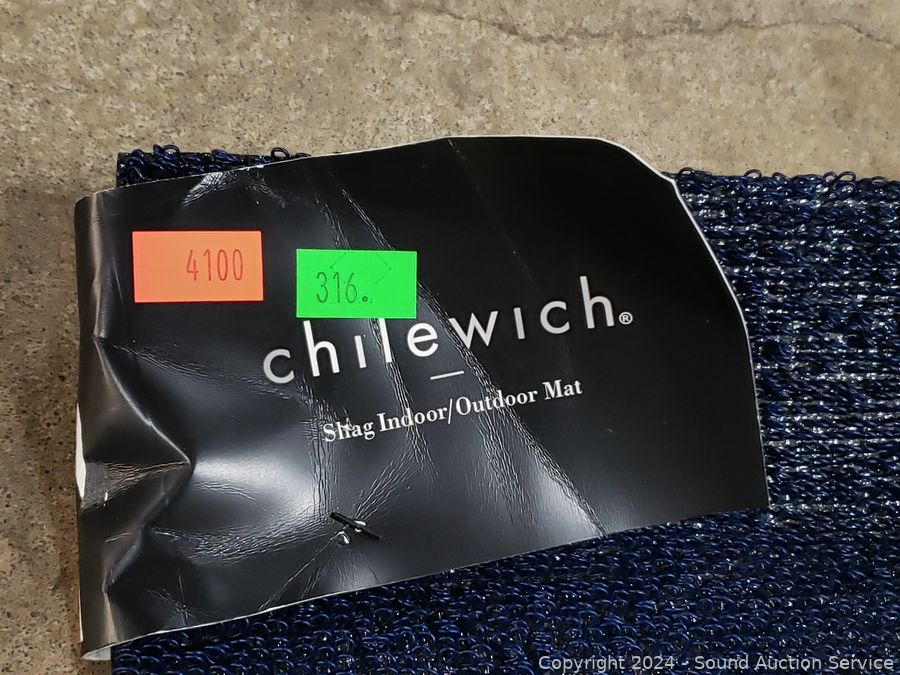 4100
316.
chilewich®
Shag Indoor/Outdoor Mat
Copyright 2024 - Sound Auction Service